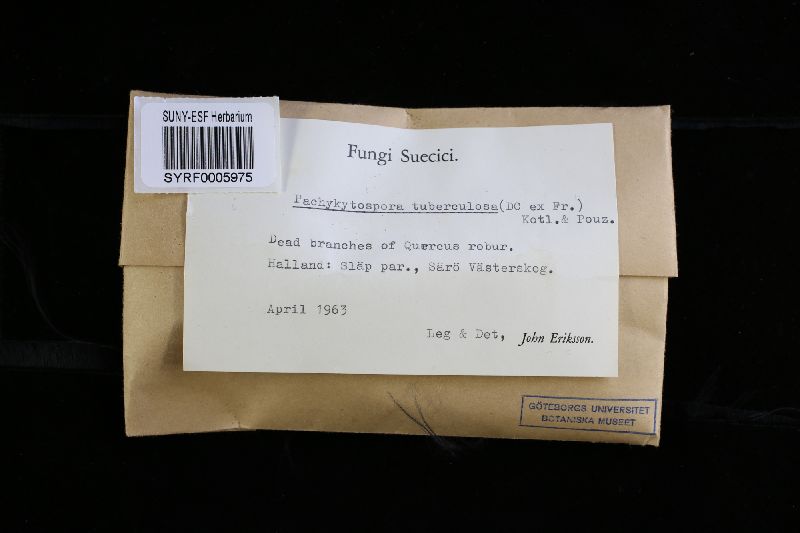 SUNY-ESF Herbarium
SYRF0005975
Fungi Suecici.
Pachykytospora tuberculosa (DC ex Fr.)
Kotl.& Pouz.
Dead branches of Quercus robur.
Halland: Släp par., Särö Västerskog.
April 1963
Leg & Det, John Eriksson.
GÖTEBORGS UNIVERSITET
BOTANISKA MUSEET